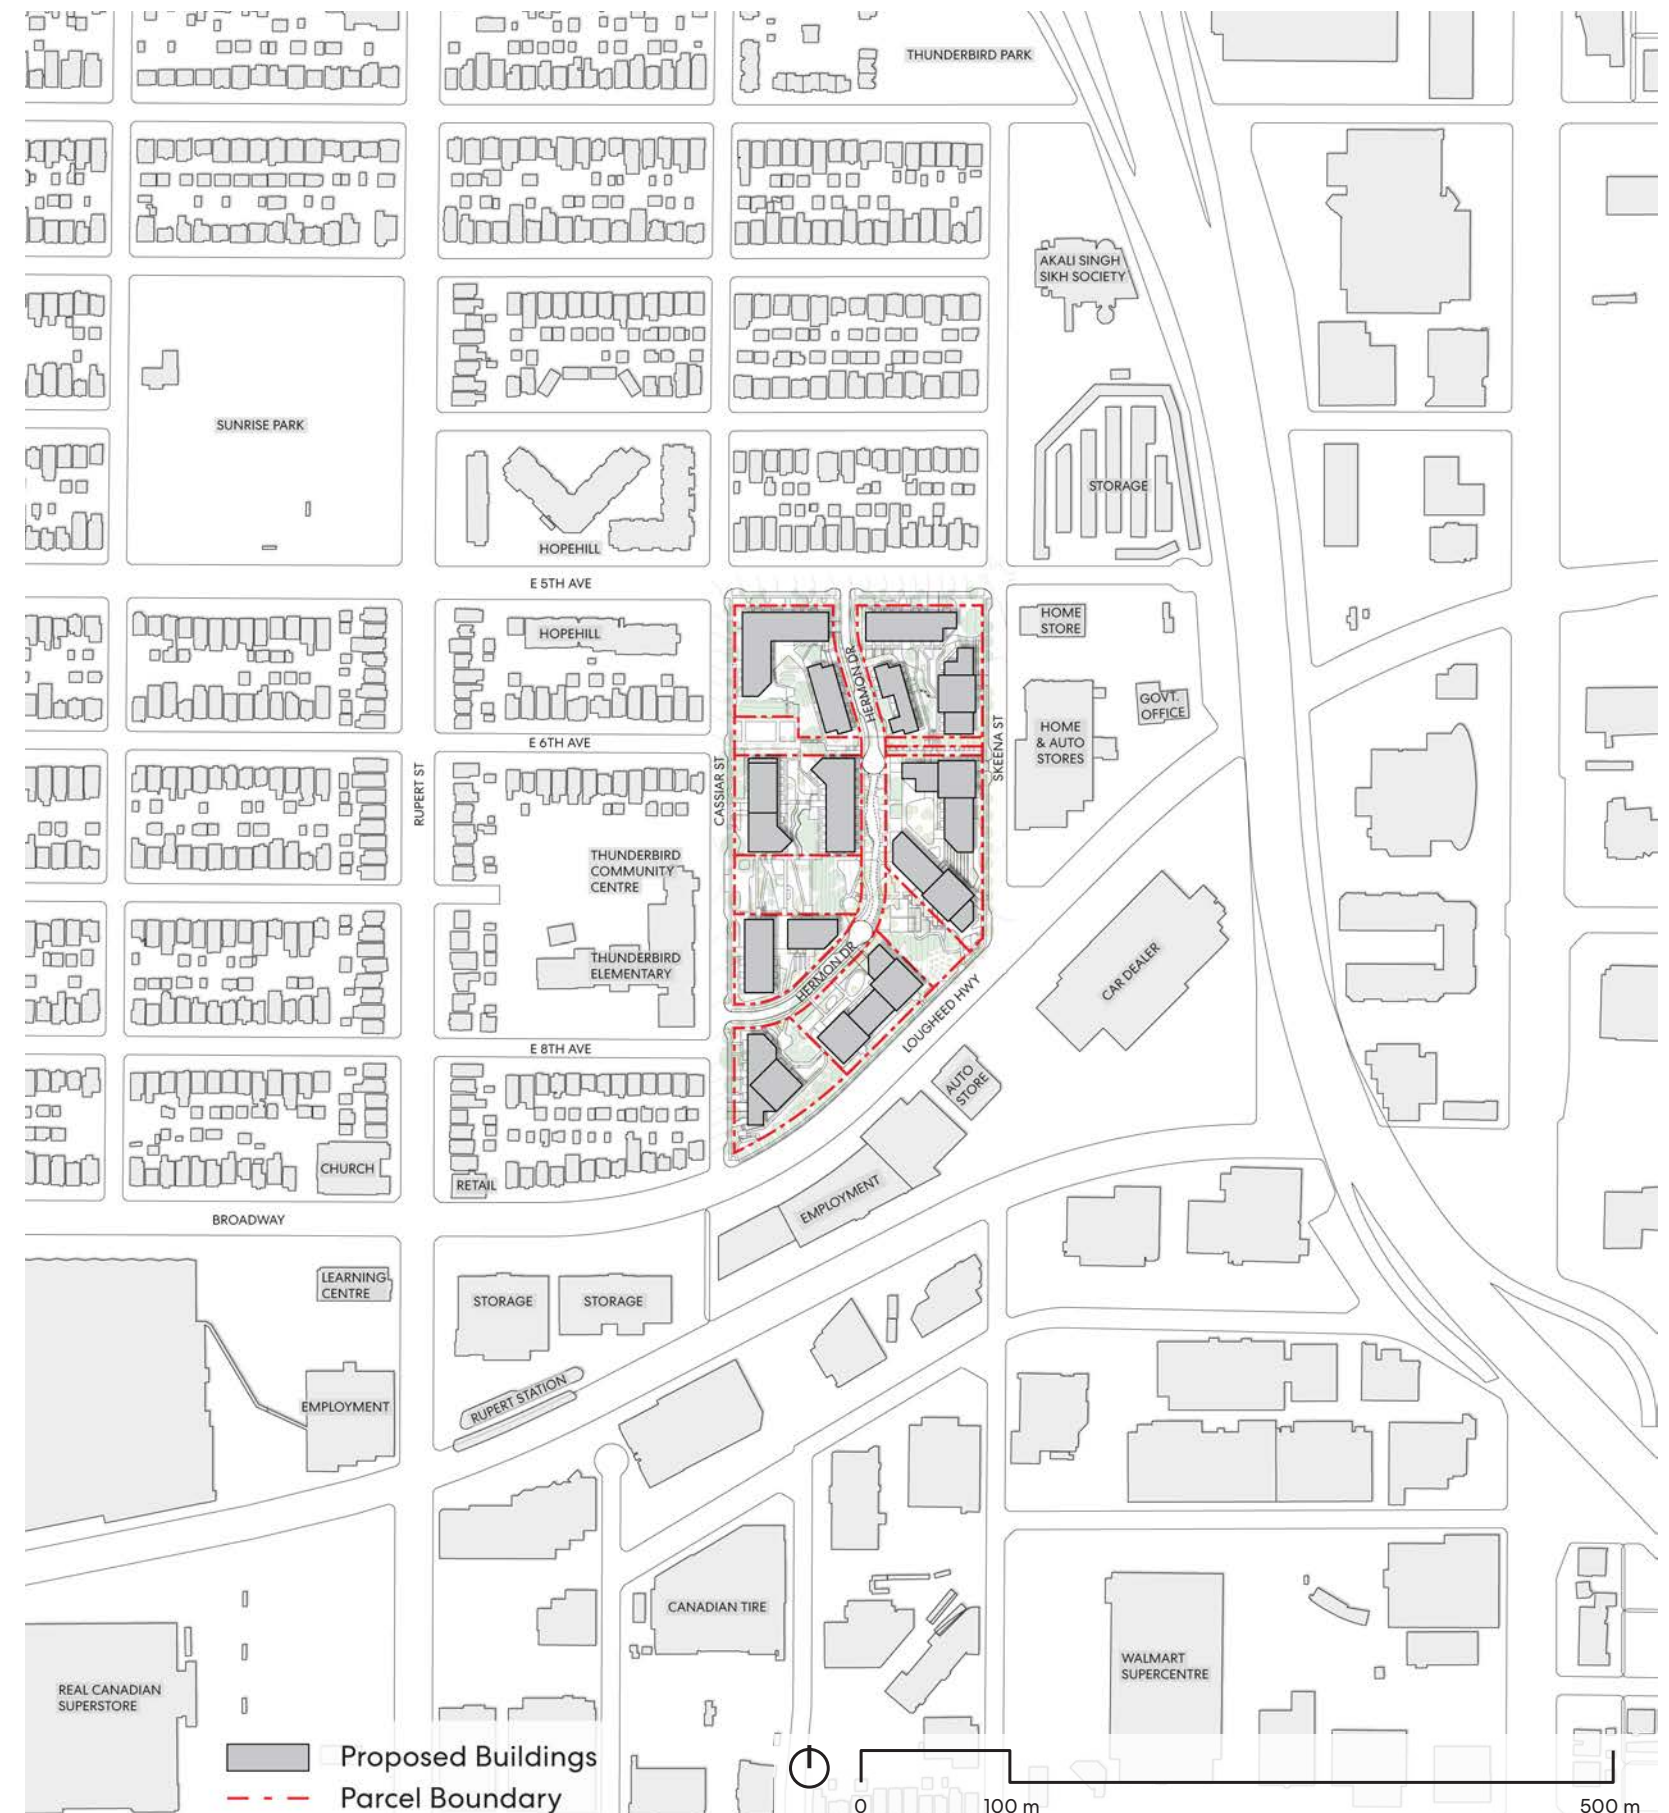 THUNDERBIRD PARK
AKALI SINGH
SIKH SOCIETY
SUNRISE PARK
STORAGE
HOPEHILL
E 5TH AVE
HOPEHILL
HOME
STORE
HERMON DR
GOVT.
OFFICE
HOME
& AUTO
STORES
SKEENA ST
E 6TH AVE
CASSIAR ST
RUPERT ST
THUNDERBIRD
COMMUNITY
CENTRE
THUNDERBIRD
ELEMENTARY
HERMON DR
CAR DEALER
LOUGHEED HWY
E 8TH AVE
AUTO
STORE
CHURCH
RETAIL
EMPLOYMENT
BROADWAY
LEARNING
CENTRE
STORAGE
STORAGE
RUPERT STATION
EMPLOYMENT
CANADIAN TIRE
WALMART
SUPERCENTRE
REAL CANADIAN
SUPERSTORE
Proposed Buildings
Parcel Boundary
0 100 m 500 m